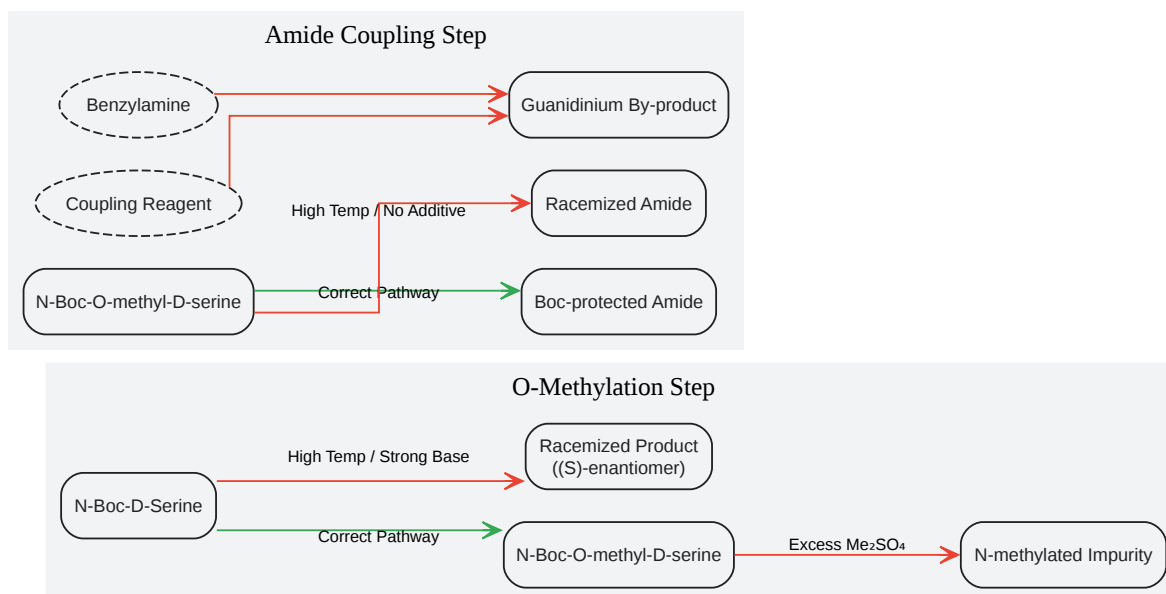 Amide Coupling Step
Benzylamine
Guanidinium By-product
Coupling Reagent
High Temp / No Additive
Racemized Amide
N-Boc-O-methyl-D-serine
Correct Pathway
Boc-protected Amide
O-Methylation Step
High Temp / Strong Base
Racemized Product
((S)-enantiomer)
N-Boc-D-Serine
Correct Pathway
N-Boc-O-methyl-D-serine
Excess Me₂SO₄
N-methylated Impurity